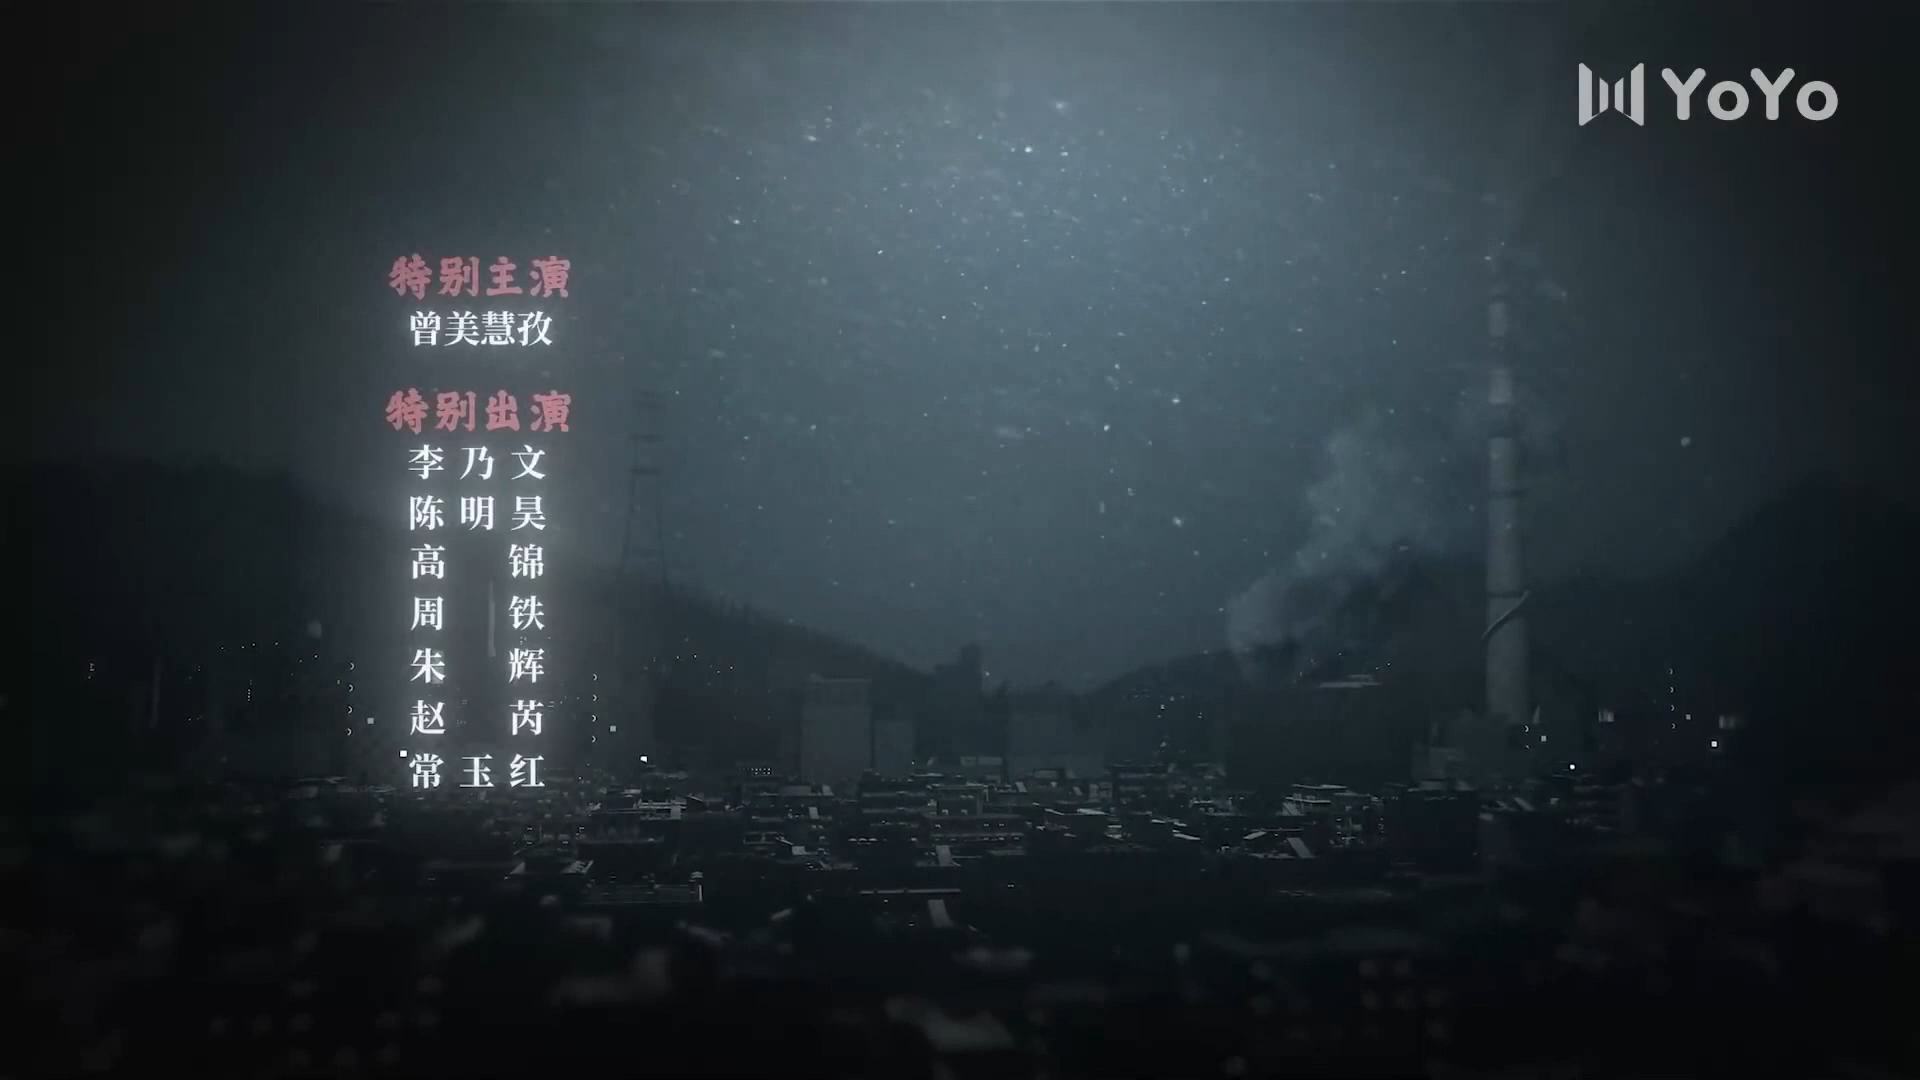 YoYo
特别主演
曾美慧孜
特别出演
李乃文
陈明昊
高锦
周铁
朱辉
赵芮
常玉红